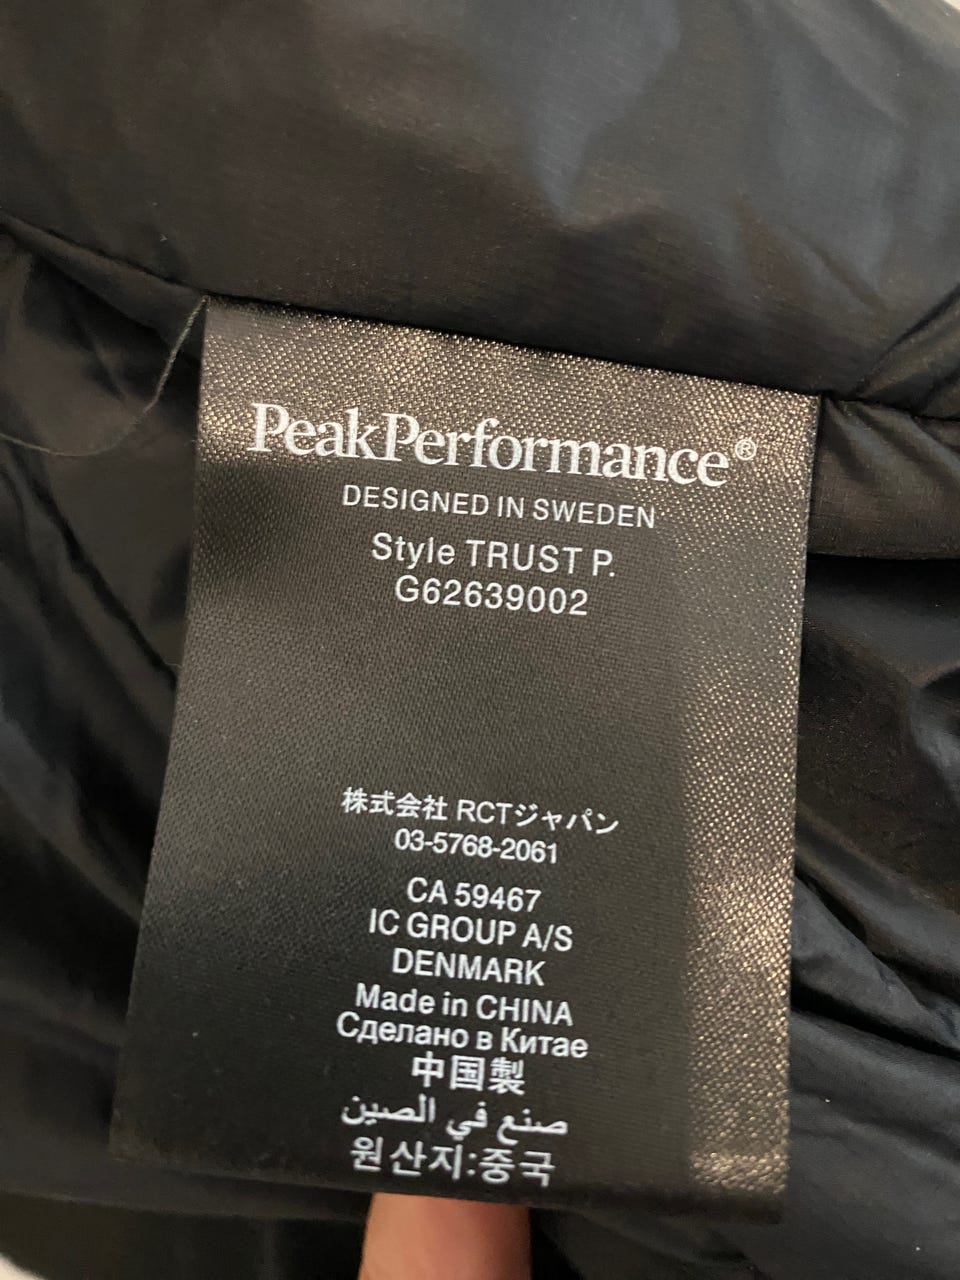 PeakPerformance®
DESIGNED IN SWEDEN
Style TRUST P.
G62639002
株式会社 RCTジャパン
03-5768-2061
CA 59467
IC GROUP A/S
DENMARK
Made in CHINA
Сделано в Китае
中国製
صنع في الصين
원산지:중국